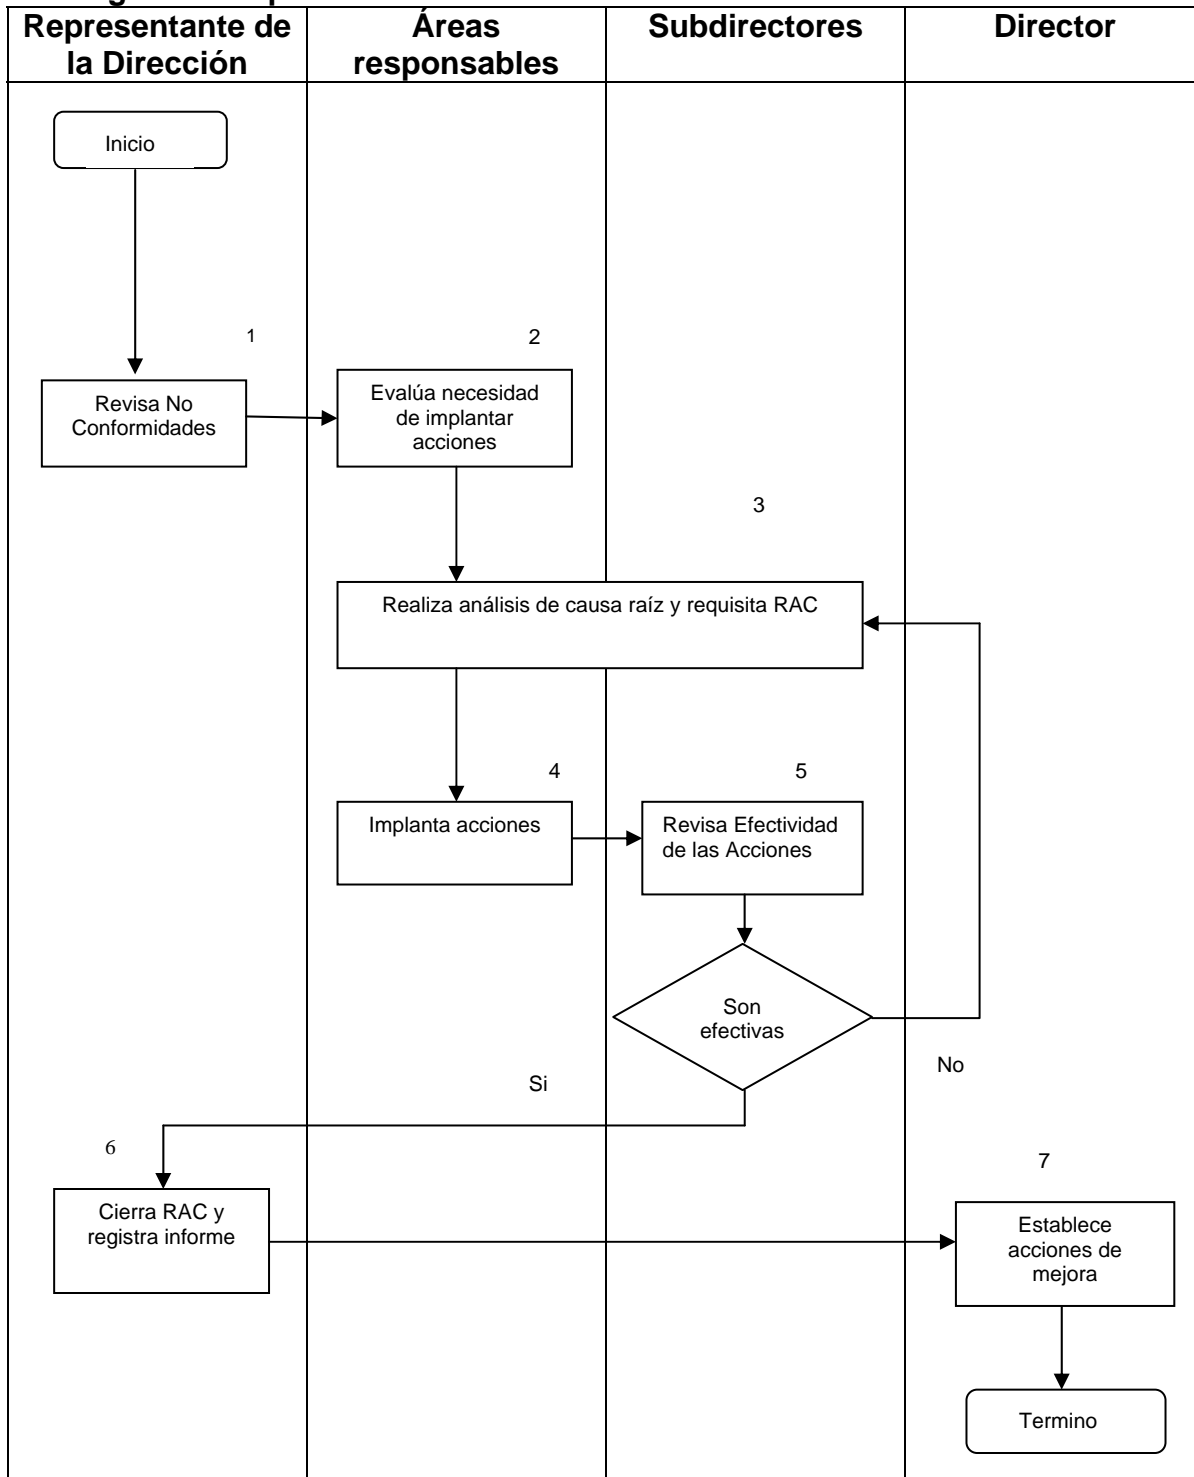 Representante de
la Dirección
Áreas
responsables
Subdirectores
Director
Inicio
1
2
Revisa No
Conformidades
Evalúa necesidad
de implantar
acciones
3
Realiza análisis de causa raíz y requisita RAC
4
5
Implanta acciones
Revisa Efectividad
de las Acciones
Son
efectivas
No
Si
6
7
Cierra RAC y
registra informe
Establece
acciones de
mejora
Termino